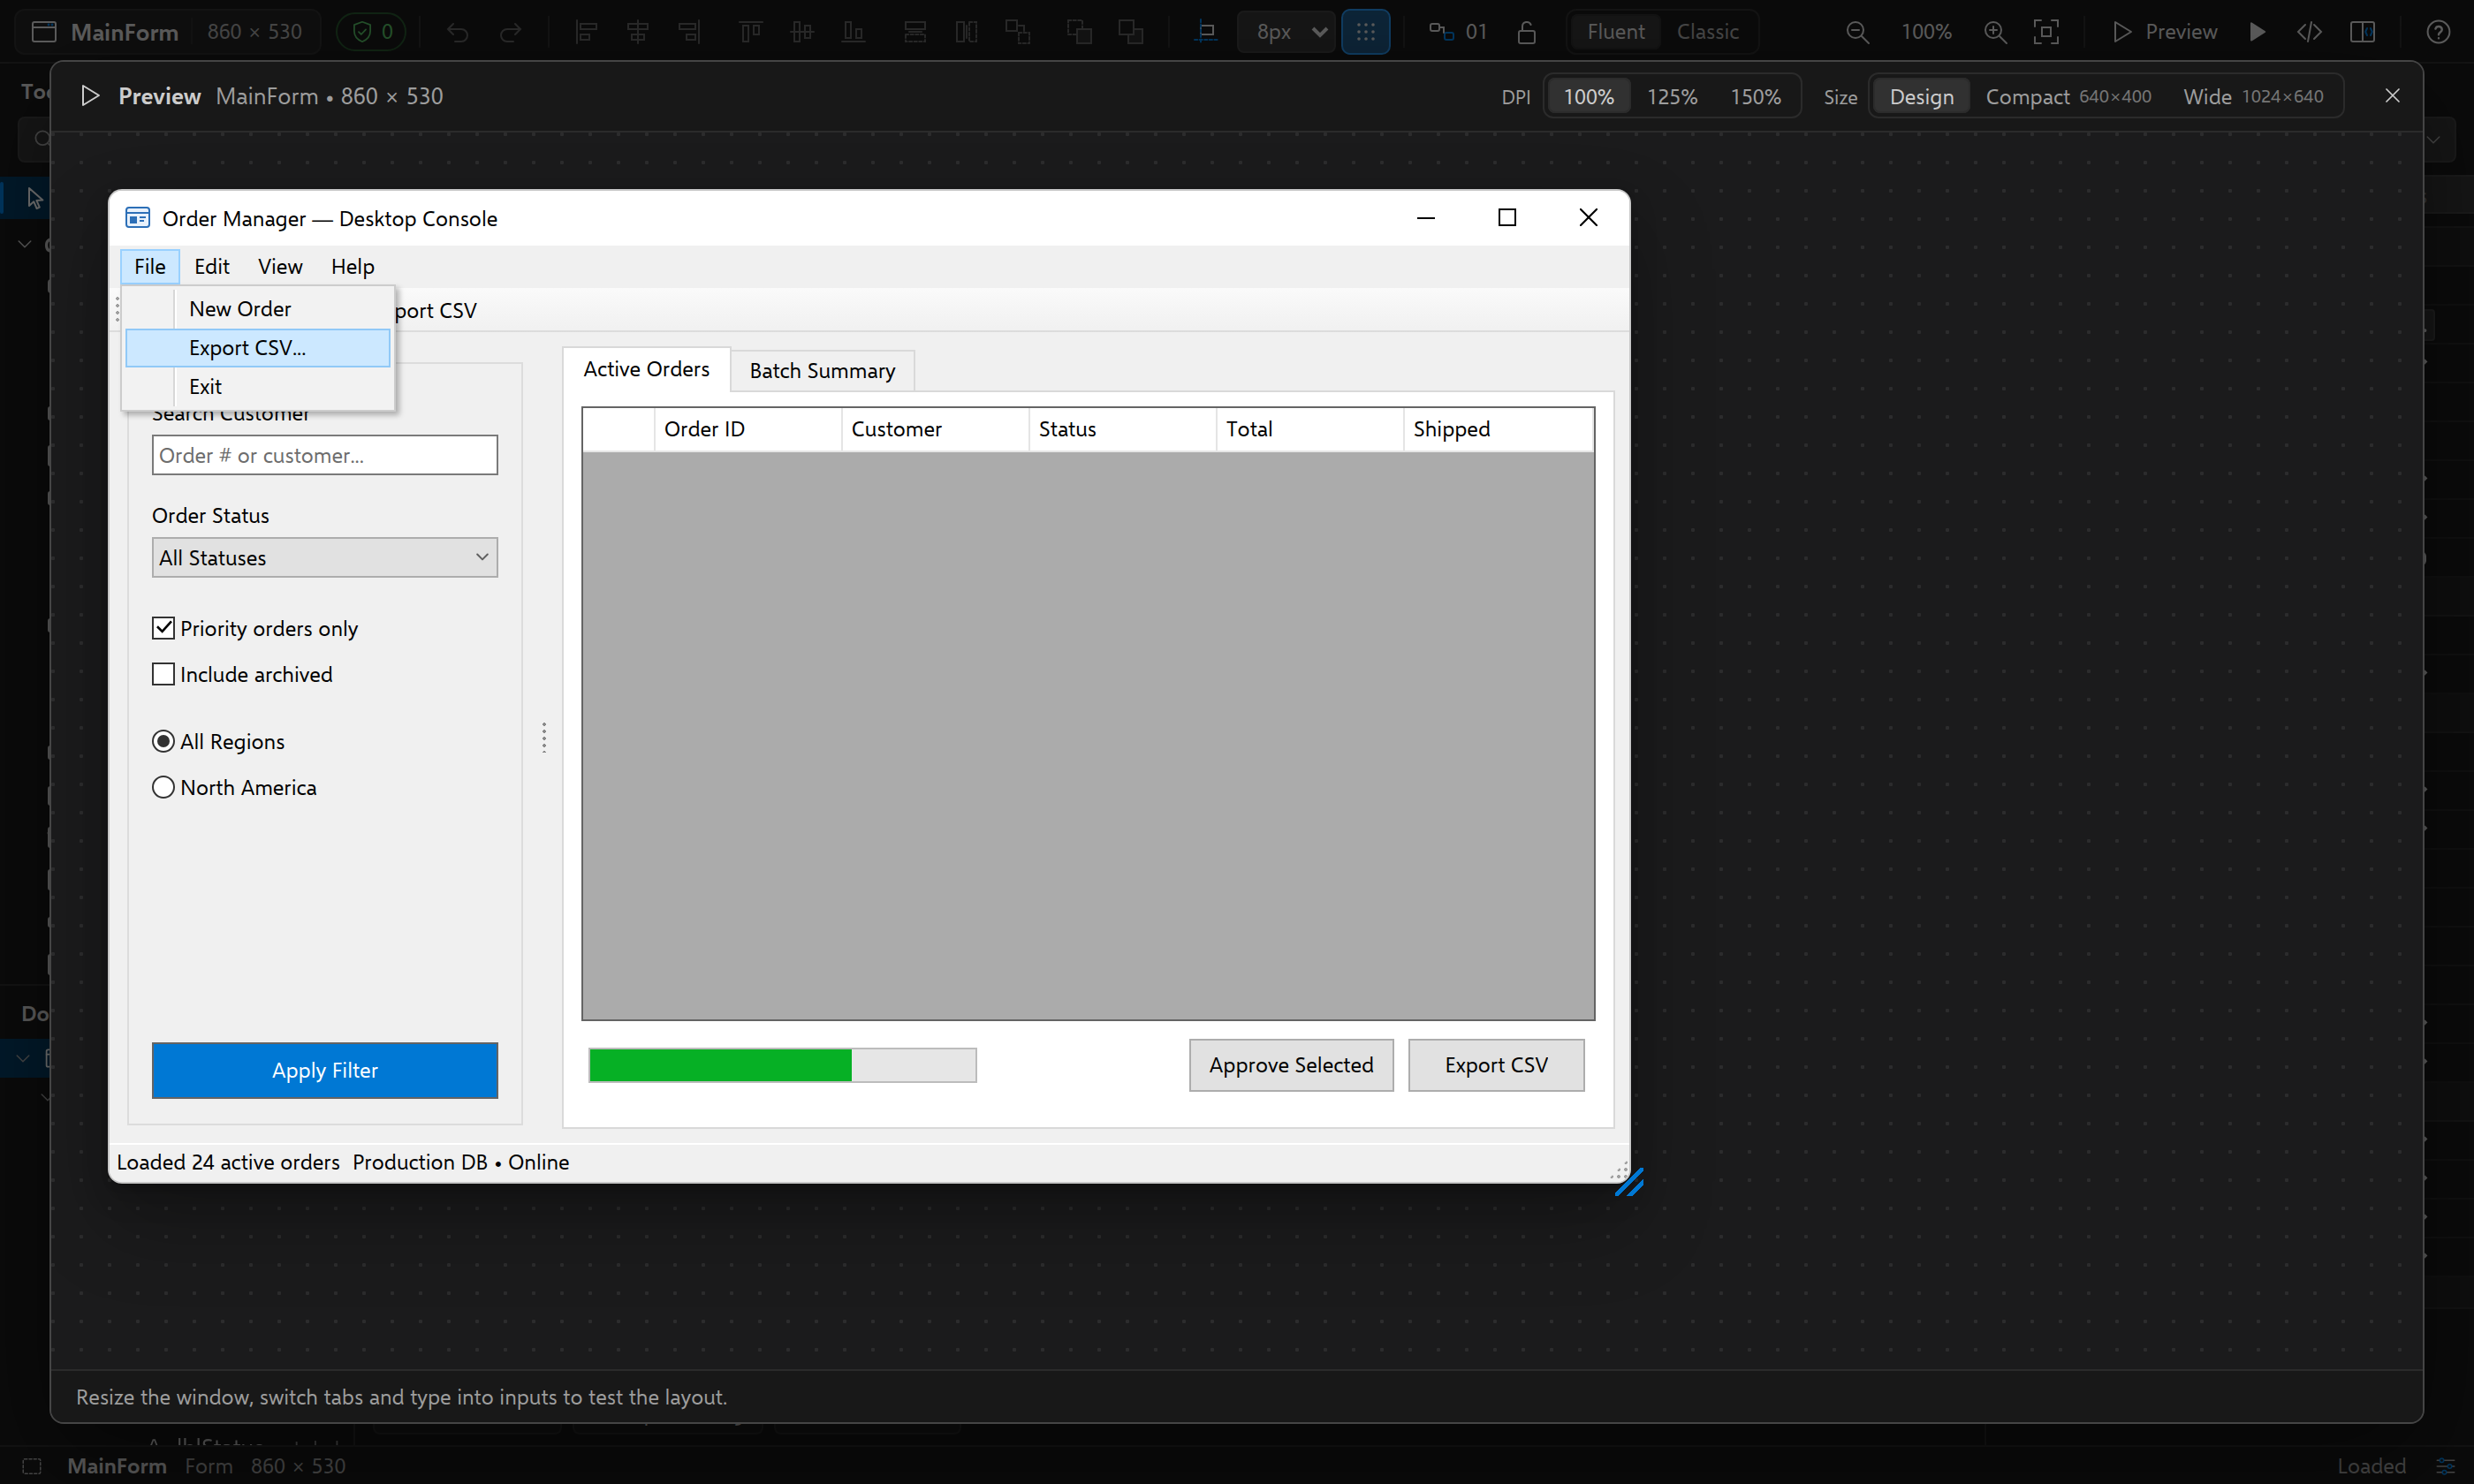 MainForm 860 × 530 0 8px 01 Fluent Classic 100% Preview
Preview MainForm • 860 × 530 DPI 100% 125% 150% Size Design Compact 640×400 Wide 1024×640
Order Manager — Desktop Console
File Edit View Help
New Order
port CSV
Export CSV...
Exit
Active Orders Batch Summary
Search Customer
Order ID Customer Status Total Shipped
Order # or customer...
Order Status
All Statuses
Priority orders only
Include archived
All Regions
North America
Apply Filter
Approve Selected Export CSV
Loaded 24 active orders Production DB • Online
Resize the window, switch tabs and type into inputs to test the layout.
MainForm Form 860 × 530 Loaded